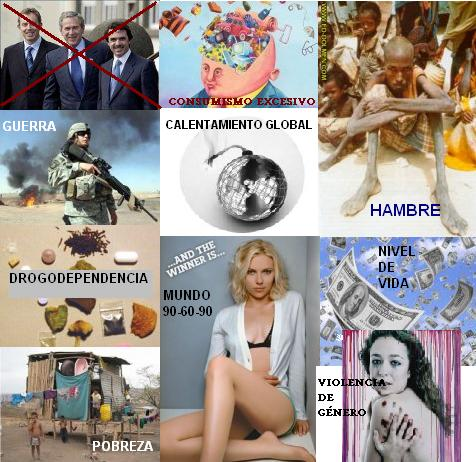 CONSUMISMO EXCESIVO
GUERRA
CALENTAMIENTO GLOBAL
HAMBRE
DROGODEPENDENCIA
...AND THE
WINNER IS...
MUNDO
90-60-90
NIVEL
DE
VIDA
VIOLENCIA
DE
GÉNERO
POBREZA